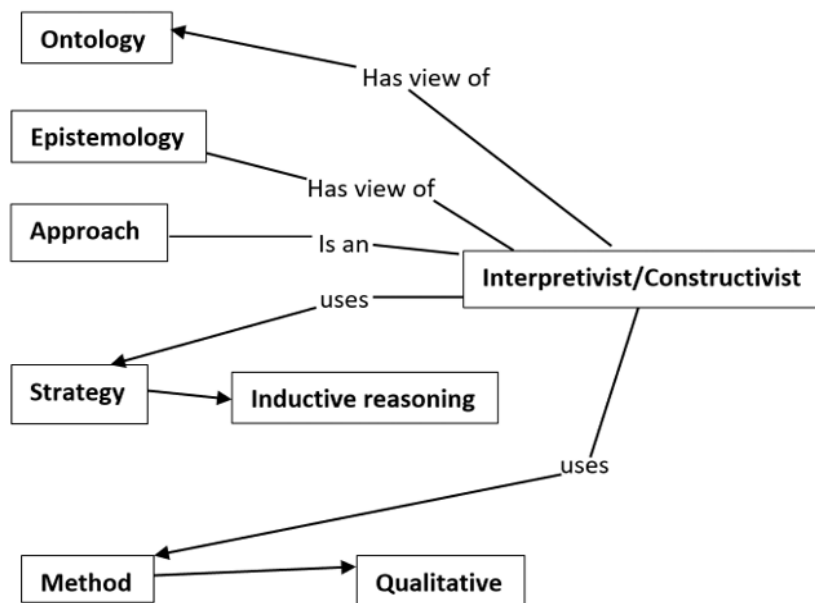 Ontology
Has view of
Epistemology
Has view of
Approach
Is an
Interpretivist/Constructivist
uses
Strategy
Inductive reasoning
uses
Method
Qualitative